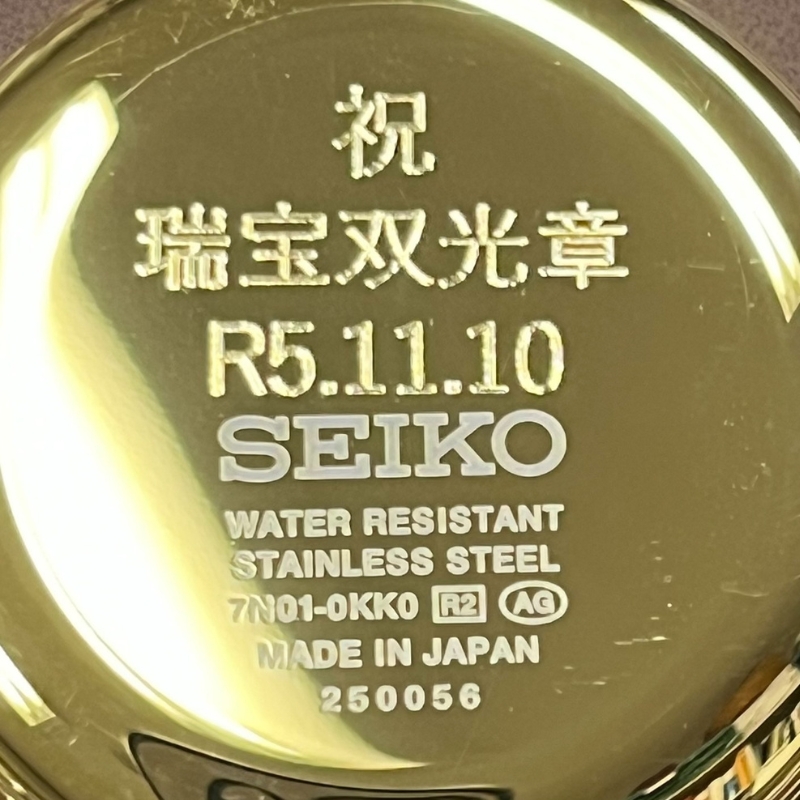 祝
瑞宝双光章
R5.11.10
SEIKO
WATER RESISTANT
STAINLESS STEEL
7N01-0KK0 R2 AG
MADE IN JAPAN
250056